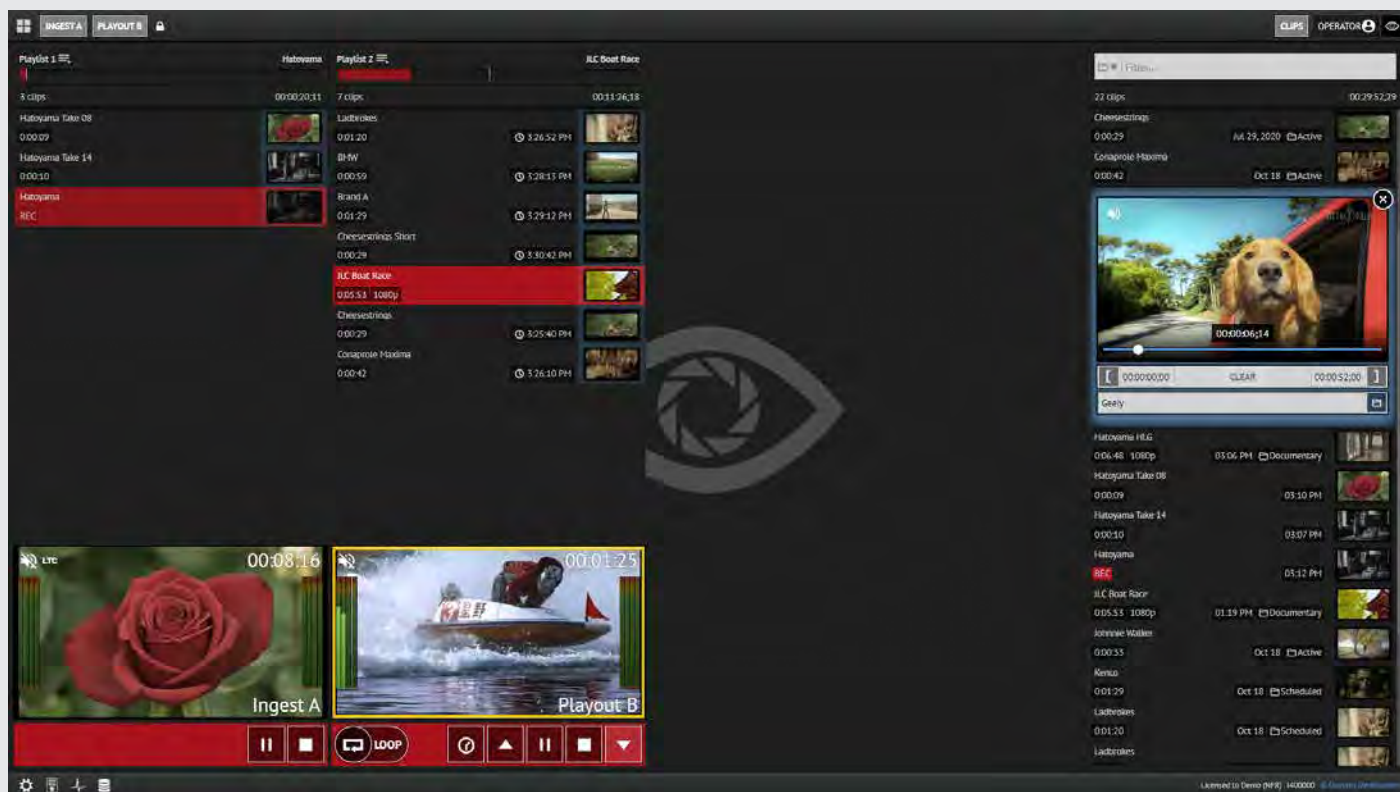 INGEST A PLAYOUT B CLIPS OPERATOR
Playlist 1 Hatoyama
3 clips 00:00:20;11
Hatoyama Take 08
0:00:09
Hatoyama Take 14
0:00:10
Hatoyama
REC
Playlist 2 JLC Boat Race
7 clips 00:11:26;18
Ladbrokes
0:01:20 3:26:52 PM
BMW
0:00:59 3:28:13 PM
Brand A
0:01:29 3:29:12 PM
Cheesestrings Short
0:00:29 3:30:42 PM
JLC Boat Race
0:05:53 1080p
Cheesestrings
0:00:29 3:25:40 PM
Conaprole Maxima
0:00:42 3:26:10 PM
LTC 00:08:16
Ingest A
00:01:25
Playout B
LOOP
22 clips 00:29:52;29
Cheesestrings
0:00:29 Jul 29, 2020 Active
Conaprole Maxima
0:00:42 Oct 18 Active
00:00:06;14
[ 00:00:00;00 CLEAR 00:00:52;00 ]
Geely
Hatoyama HLG
0:06:48 1080p 03:06 PM Documentary
Hatoyama Take 08
0:00:09 03:10 PM
Hatoyama Take 14
0:00:10 03:07 PM
Hatoyama
REC 03:12 PM
JLC Boat Race
0:05:53 1080p 01:19 PM Documentary
Johnnie Walker
0:00:33 Oct 18 Active
Kenco
0:01:29 Oct 18 Scheduled
Ladbrokes
0:01:20 Oct 18 Scheduled
Ladbrokes
Licensed to Demo (NFR) 1400000